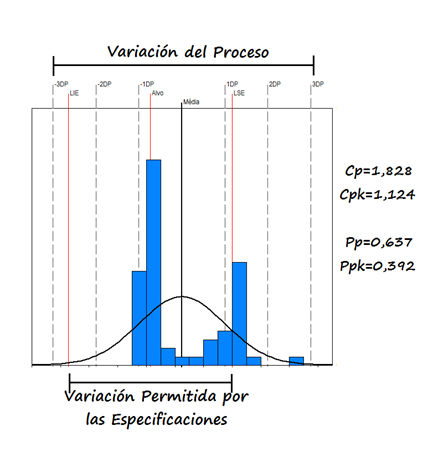 Variación del Proceso
-3DP -2DP -1DP 1DP 2DP 3DP
LIE Alvo LSE
Média
Cp=1,828
Cpk=1,124
Pp=0,637
Ppk=0,392
Variación Permitida por
las Especificaciones